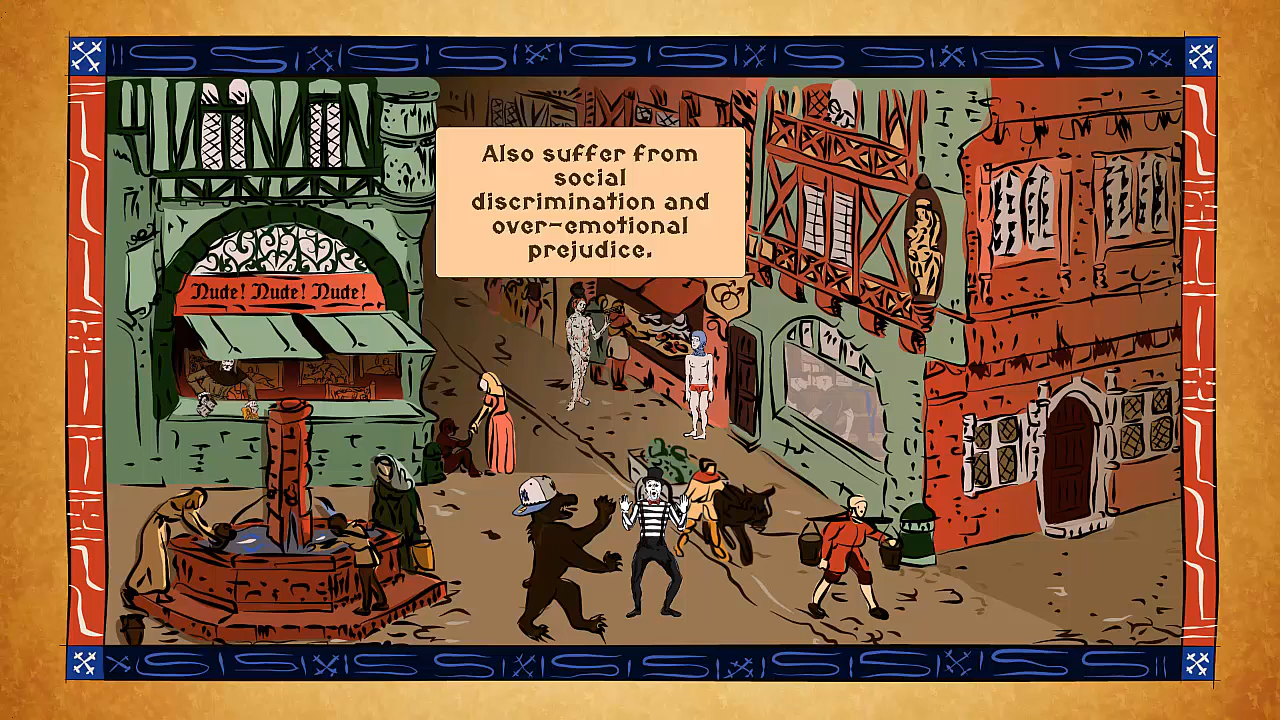 Also suffer from
social
discrimination and
over-emotional
prejudice.
Nude! Nude! Nude!